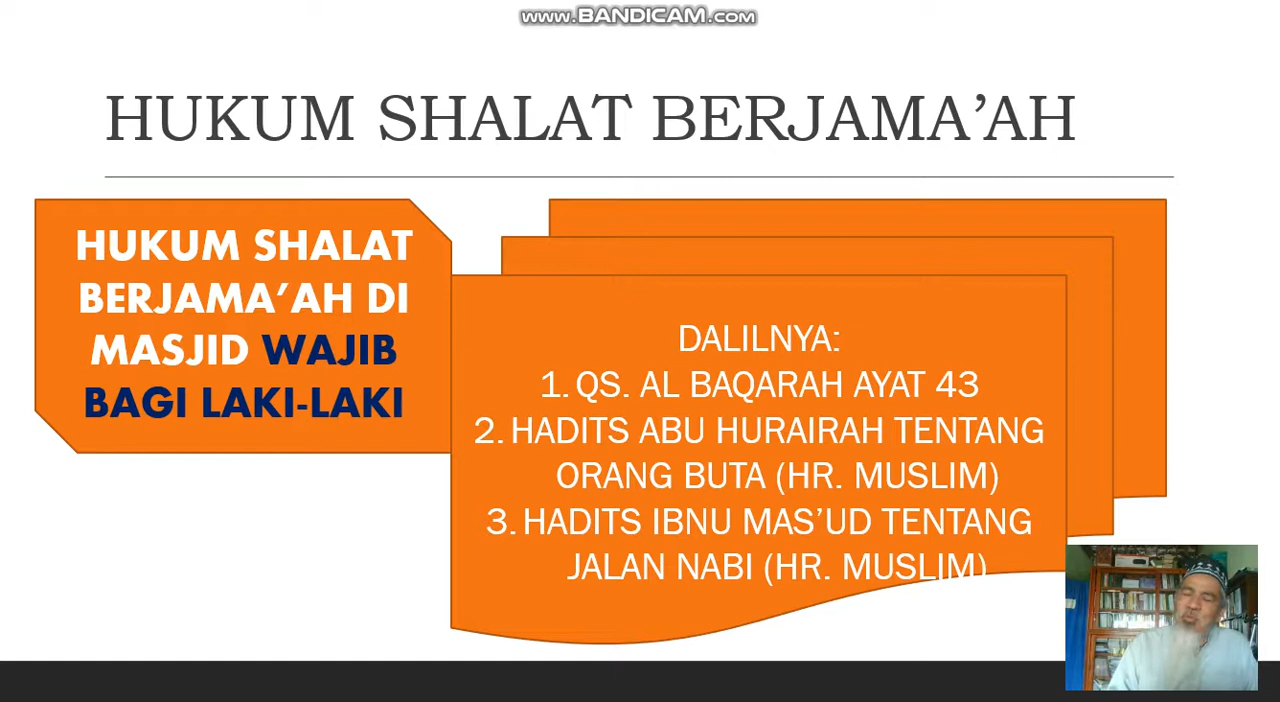 www.BANDICAM.com
HUKUM SHALAT BERJAMA’AH
HUKUM SHALAT
BERJAMA’AH DI
MASJID WAJIB
BAGI LAKI-LAKI
DALILNYA:
1. QS. AL BAQARAH AYAT 43
2. HADITS ABU HURAIRAH TENTANG
ORANG BUTA (HR. MUSLIM)
3. HADITS IBNU MAS’UD TENTANG
JALAN NABI (HR. MUSLIM)